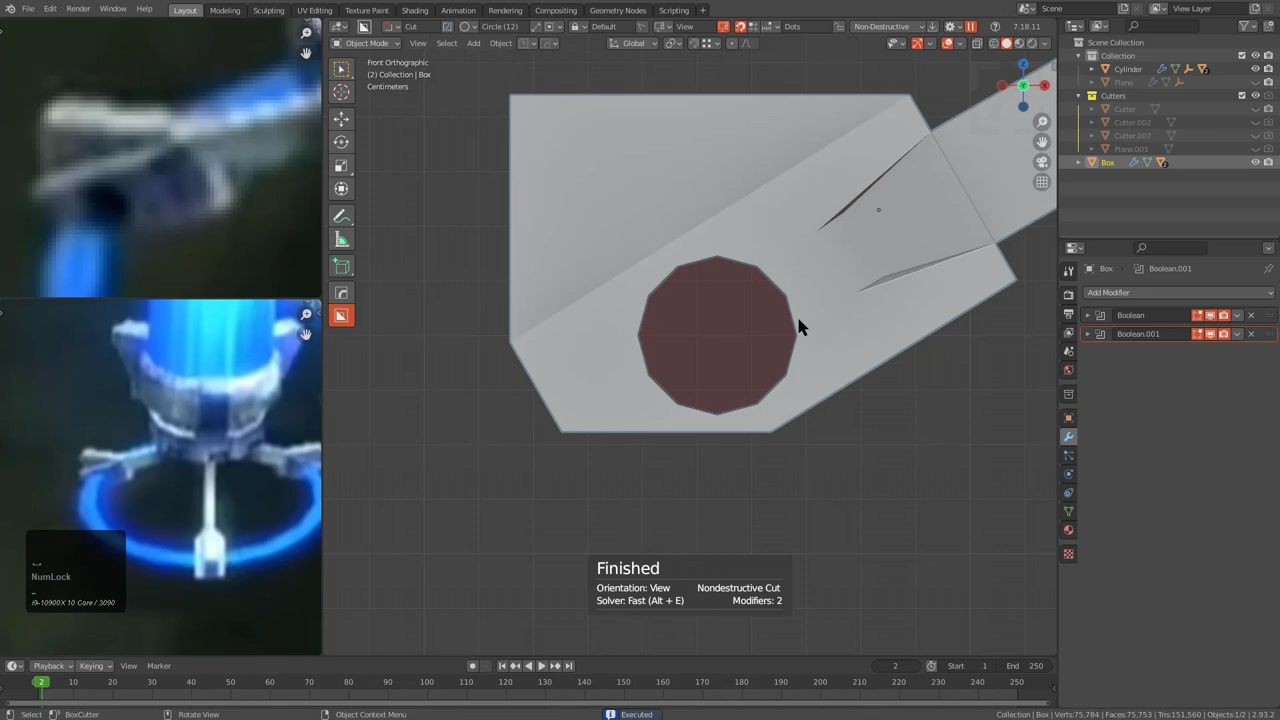 File Edit Render Window Help Layout Modeling Sculpting UV Editing Texture Paint Shading Animation Rendering Compositing Geometry Nodes Scripting + Scene View Layer
Cut Circle (12) Default View Dots Non-Destructive 7.18.11
Object Mode View Select Add Object Global
Front Orthographic
(2) Collection | Box
Centimeters
Z
X
Y
Scene Collection
Collection
Cylinder
Plane
Cutters
Cutter
Cutter.002
Cutter.007
Plane.001
Box
Box Boolean.001
Add Modifier
Boolean
Boolean.001
NumLock
i9-10900X 10 Core / 3090
Finished
Orientation: View Nondestructive Cut
Solver: Fast (Alt + E) Modifiers: 2
Playback Keying View Marker 2 Start 1 End 250
2 10 20 30 40 50 60 70 80 90 100 110 120 130 140 150 160 170 180 190 200 210 220 230 240 250
Select BoxCutter Rotate View Object Context Menu Executed Collection | Box | Verts:75,784 | Faces:75,753 | Tris:151,560 | Objects:1/2 | 2.93.2